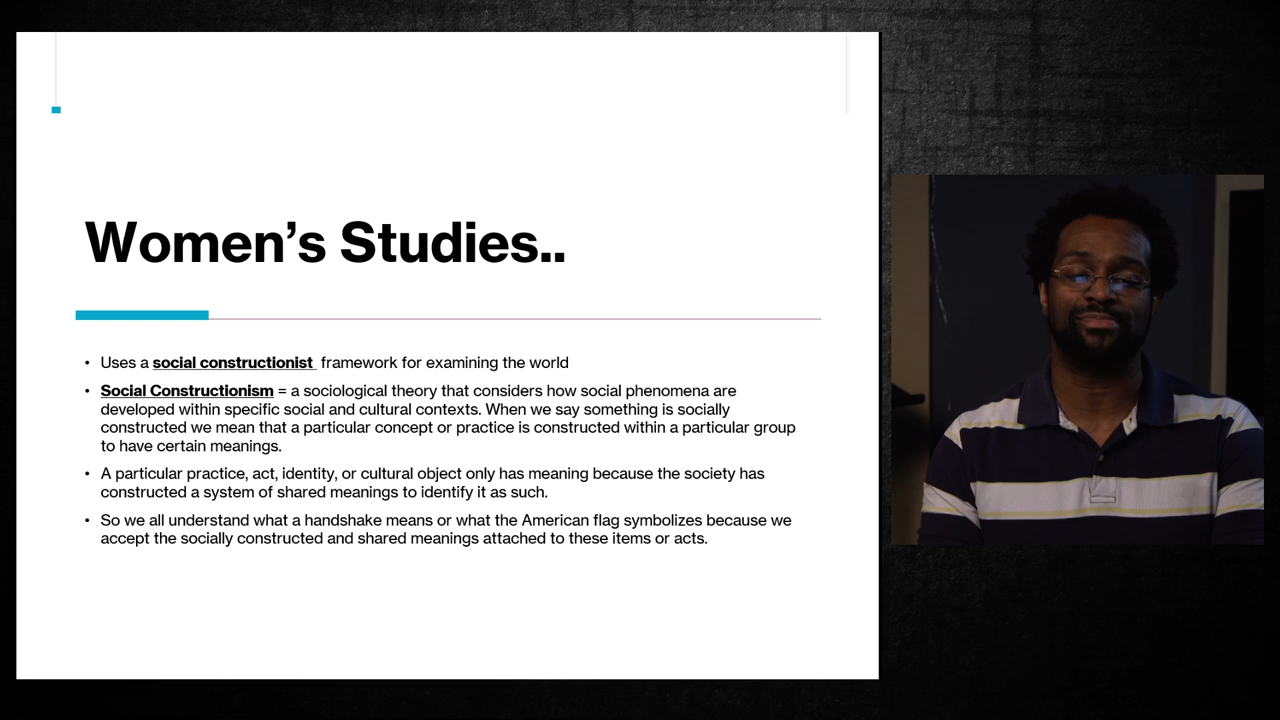 Women’s Studies..
• Uses a social constructionist framework for examining the world
• Social Constructionism = a sociological theory that considers how social phenomena are
developed within specific social and cultural contexts. When we say something is socially
constructed we mean that a particular concept or practice is constructed within a particular group
to have certain meanings.
• A particular practice, act, identity, or cultural object only has meaning because the society has
constructed a system of shared meanings to identify it as such.
• So we all understand what a handshake means or what the American flag symbolizes because we
accept the socially constructed and shared meanings attached to these items or acts.